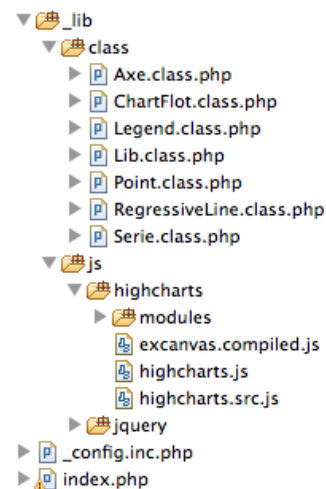 _lib
class
Axe.class.php
ChartFlot.class.php
Legend.class.php
Lib.class.php
Point.class.php
RegressiveLine.class.php
Serie.class.php
js
highcharts
modules
excanvas.compiled.js
highcharts.js
highcharts.src.js
jquery
_config.inc.php
index.php